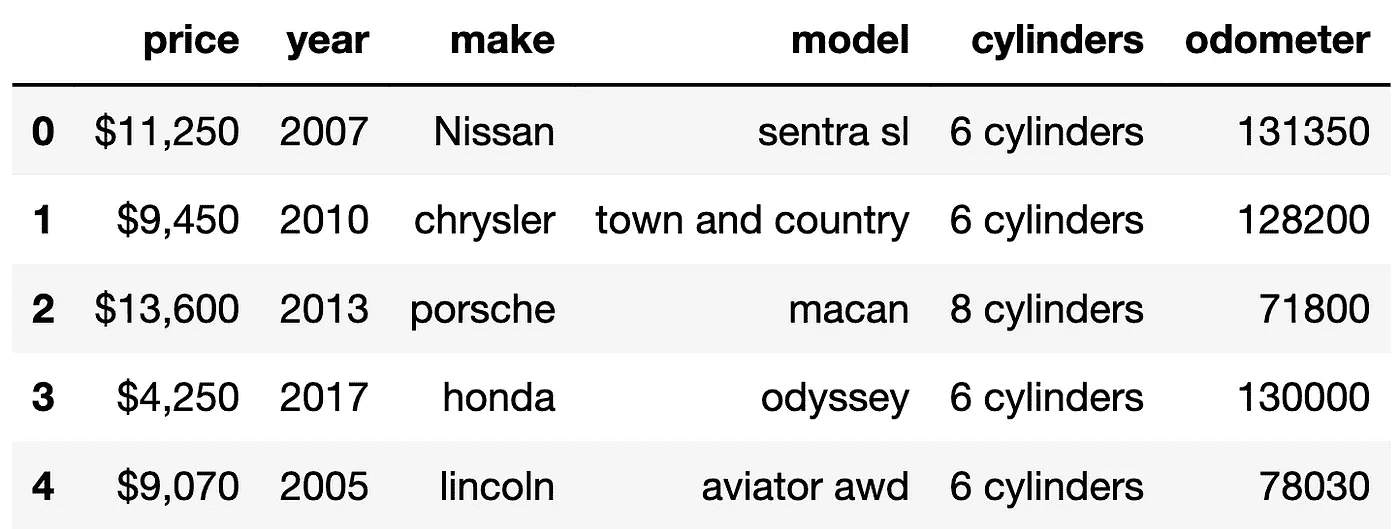 price year make model cylinders odometer
0 $11,250 2007 Nissan sentra sl 6 cylinders 131350
1 $9,450 2010 chrysler town and country 6 cylinders 128200
2 $13,600 2013 porsche macan 8 cylinders 71800
3 $4,250 2017 honda odyssey 6 cylinders 130000
4 $9,070 2005 lincoln aviator awd 6 cylinders 78030